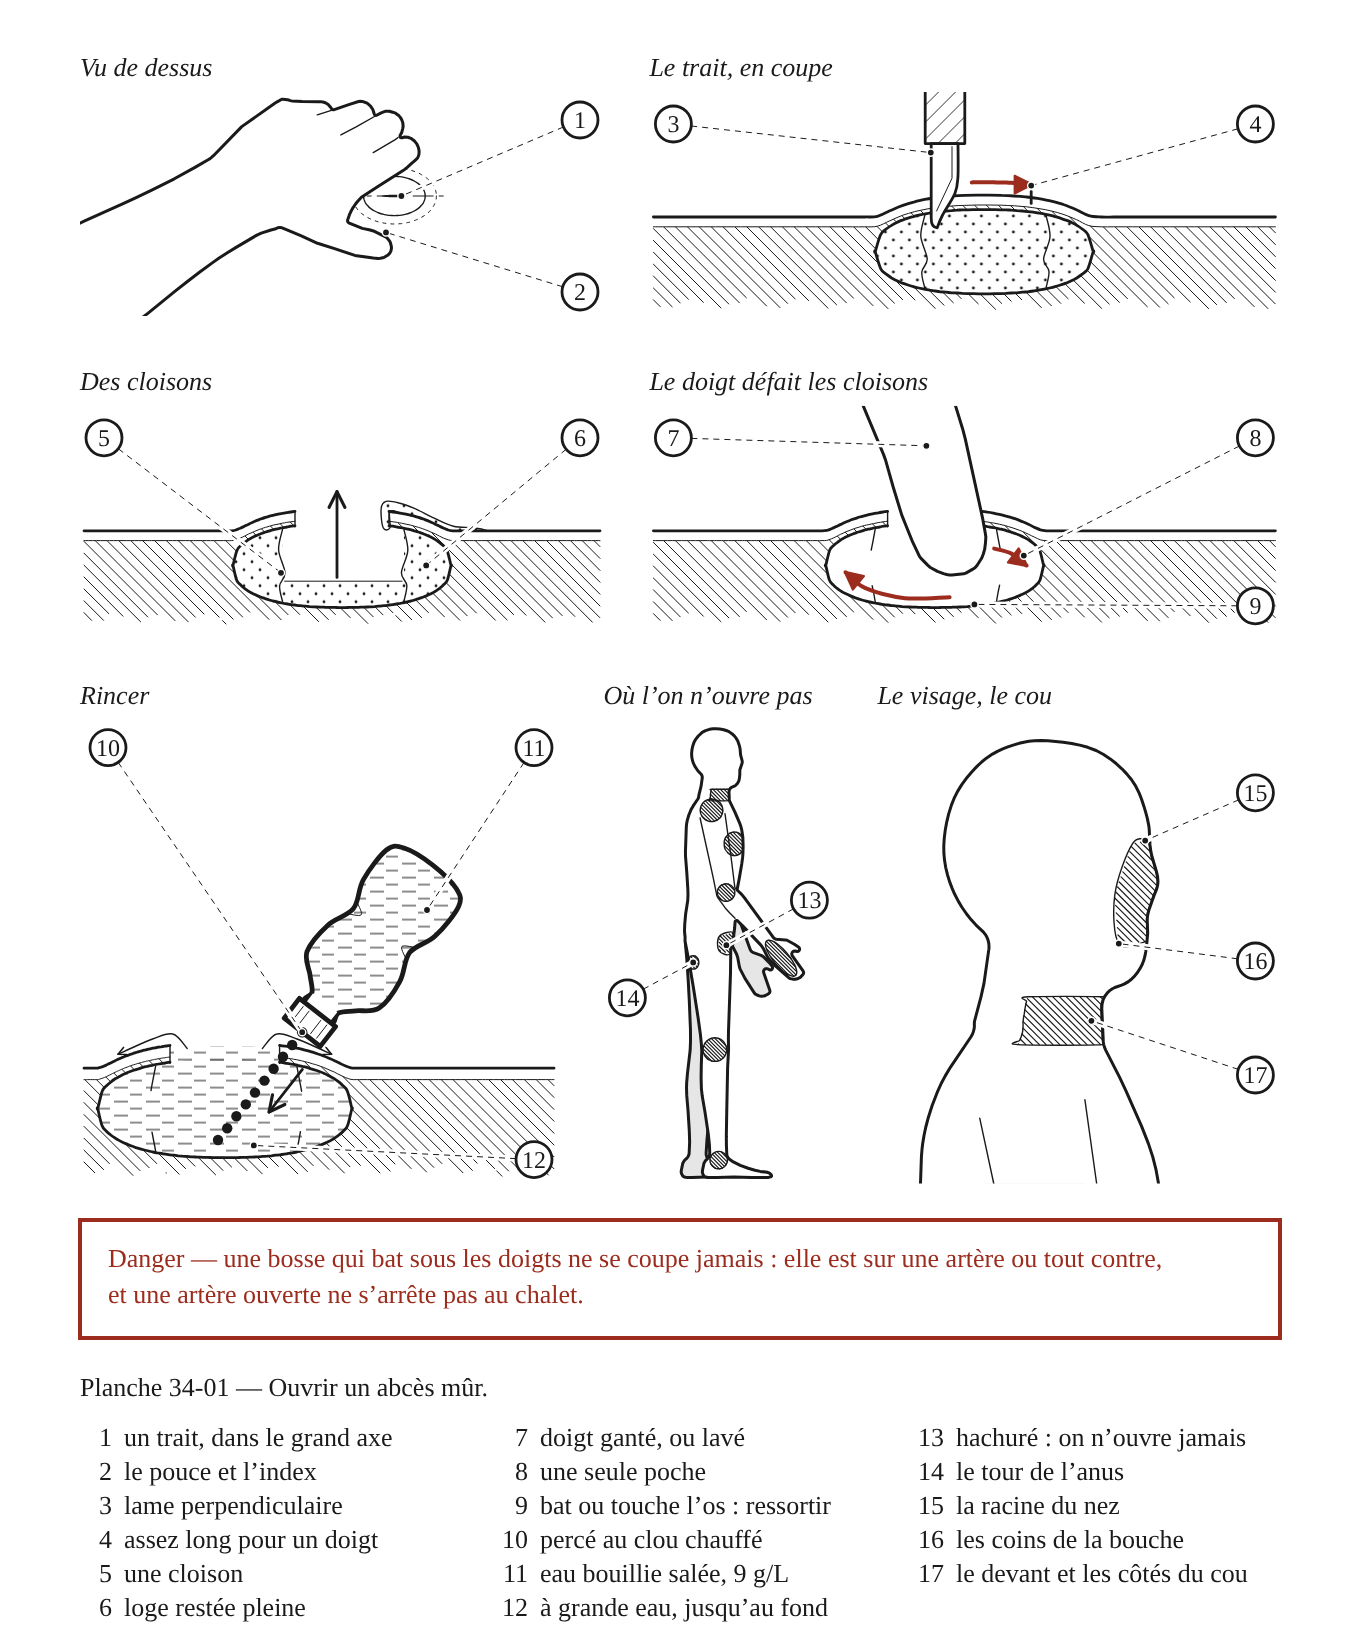 Vu de dessus
Le trait, en coupe
1
3
4
2
Des cloisons
Le doigt défait les cloisons
5
6
7
8
9
Rincer
Où l’on n’ouvre pas
Le visage, le cou
10
11
15
13
16
14
17
12
Danger — une bosse qui bat sous les doigts ne se coupe jamais : elle est sur une artère ou tout contre,
et une artère ouverte ne s’arrête pas au chalet.
Planche 34-01 — Ouvrir un abcès mûr.
1 un trait, dans le grand axe
2 le pouce et l’index
3 lame perpendiculaire
4 assez long pour un doigt
5 une cloison
6 loge restée pleine
7 doigt ganté, ou lavé
8 une seule poche
9 bat ou touche l’os : ressortir
10 percé au clou chauffé
11 eau bouillie salée, 9 g/L
12 à grande eau, jusqu’au fond
13 hachuré : on n’ouvre jamais
14 le tour de l’anus
15 la racine du nez
16 les coins de la bouche
17 le devant et les côtés du cou